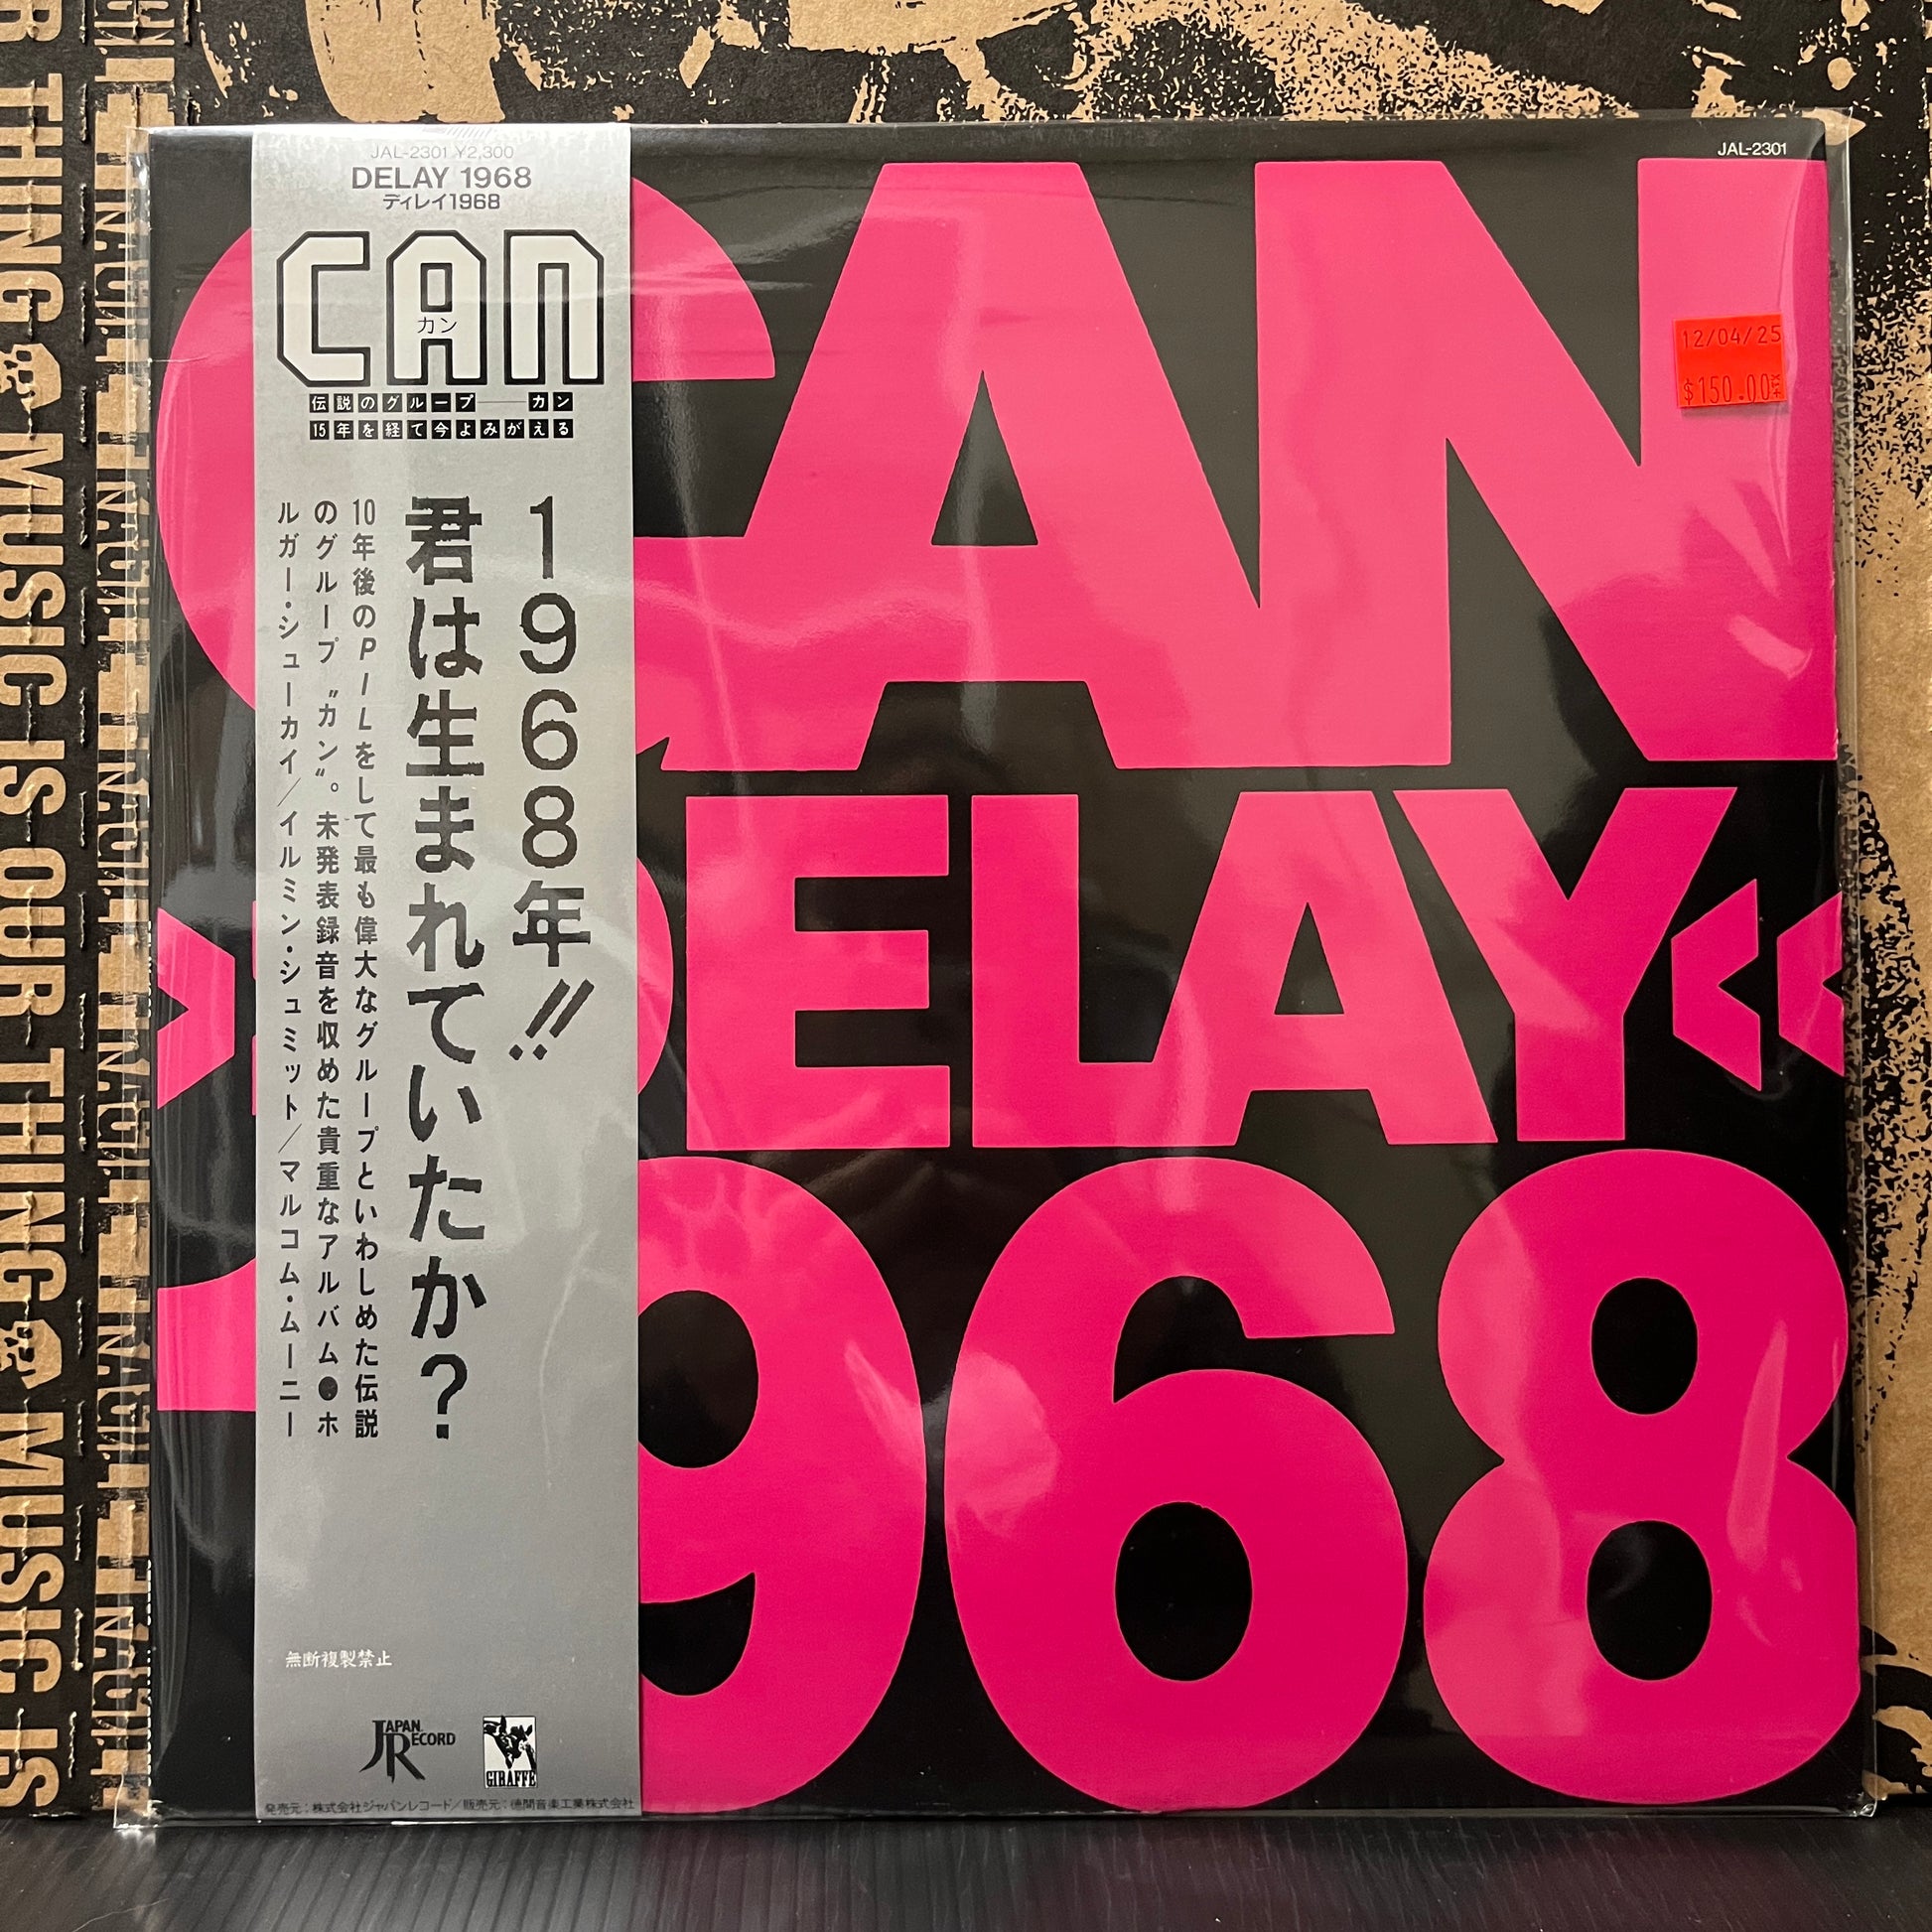 JAL-2301 ¥2,300
DELAY 1968
ディレイ1968
CAN
カン
伝説のグループ——カン
15年を経て今よみがえる
1968年!!
君は生まれていたか?
10年後のPILをして最も偉大なグループといわしめた伝説
のグループ〝カン〟。未発表録音を収めた貴重なアルバム●ホ
ルガー・シューカイ/イルミン・シュミット/マルコム・ムーニー
無断複製禁止
JAPAN RECORD
GIRAFFE
発売元:株式会社ジャパンレコード/販売元:徳間音楽工業株式会社
JAL-2301
CAN
DELAY
1968
12/04/25
$150.00
THING MUSIC IS OUR THING MUSIC IS